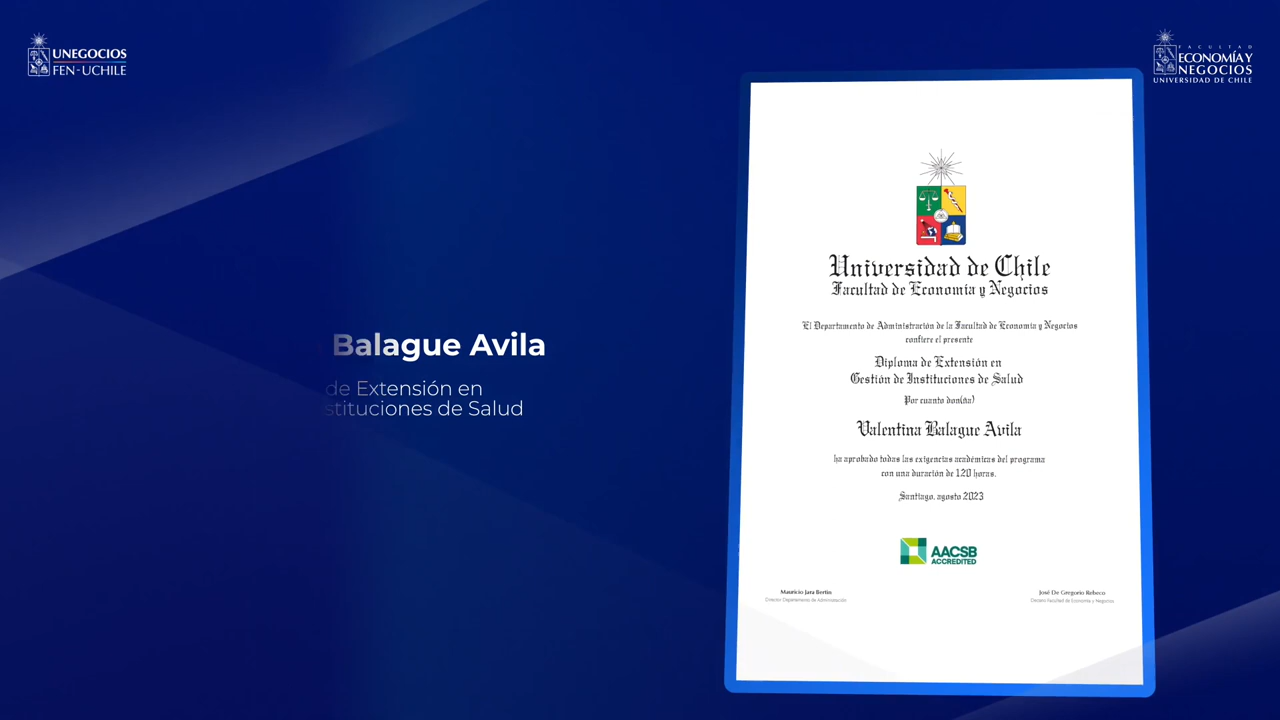 UNEGOCIOS
FEN-UCHILE
FACULTAD
ECONOMÍA Y
NEGOCIOS
UNIVERSIDAD DE CHILE
Balague Avila
de Extensión en
stituciones de Salud
Universidad de Chile
Facultad de Economía y Negocios
El Departamento de Administración de la Facultad de Economía y Negocios
confiere el presente
Diploma de Extensión en
Gestión de Instituciones de Salud
Por cuanto don(ña)
Valentina Balague Avila
ha aprobado todas las exigencias académicas del programa
con una duración de 120 horas.
Santiago, agosto 2023
AACSB
ACCREDITED
Mauricio Jara Bertin
Director Departamento de Administración
José De Gregorio Rebeco
Decano Facultad de Economía y Negocios